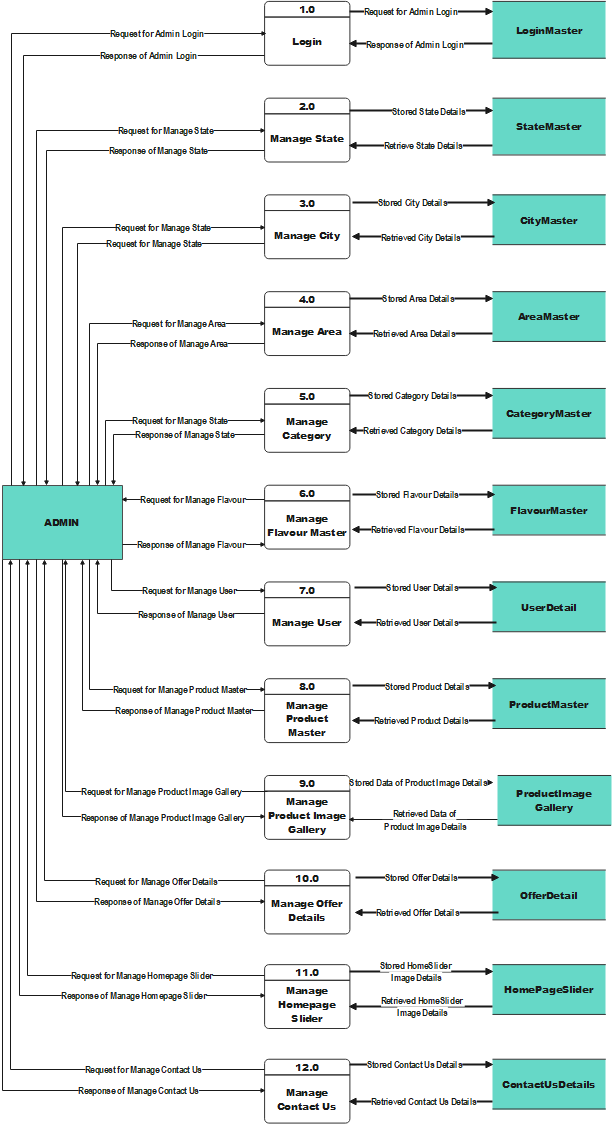 1.0
Login
Request for Admin Login
Response of Admin Login
Request for Admin Login
Response of Admin Login
LoginMaster
2.0
Manage State
Request for Manage State
Response of Manage State
Stored State Details
Retrieve State Details
StateMaster
3.0
Manage City
Request for Manage State
Request for Manage State
Stored City Details
Retrieved City Details
CityMaster
4.0
Manage Area
Request for Manage Area
Response of Manage Area
Stored Area Details
Retrieved Area Details
AreaMaster
5.0
Manage
Category
Request for Manage State
Response of Manage State
Stored Category Details
Retrieved Category Details
CategoryMaster
ADMIN
6.0
Manage
Flavour Master
Request for Manage Flavour
Response of Manage Flavour
Stored Flavour Details
Retrieved Flavour Details
FlavourMaster
7.0
Manage User
Request for Manage User
Response of Manage User
Stored User Details
Retrieved User Details
UserDetail
8.0
Manage
Product
Master
Request for Manage Product Master
Response of Manage Product Master
Stored Product Details
Retrieved Product Details
ProductMaster
9.0
Manage
Product Image
Gallery
Request for Manage Product Image Gallery
Response of Manage Product Image Gallery
Stored Data of Product Image Details
Retrieved Data of
Product Image Details
ProductImage
Gallery
10.0
Manage Offer
Details
Request for Manage Offer Details
Response of Manage Offer Details
Stored Offer Details
Retrieved Offer Details
OfferDetail
11.0
Manage
Homepage
Slider
Request for Manage Homepage Slider
Response of Manage Homepage Slider
Stored HomeSlider
Image Details
Retrieved HomeSlider
Image Details
HomePageSlider
12.0
Manage
Contact Us
Request for Manage Contact Us
Response of Manage Contact Us
Stored Contact Us Details
Retrieved Contact Us Details
ContactUsDetails